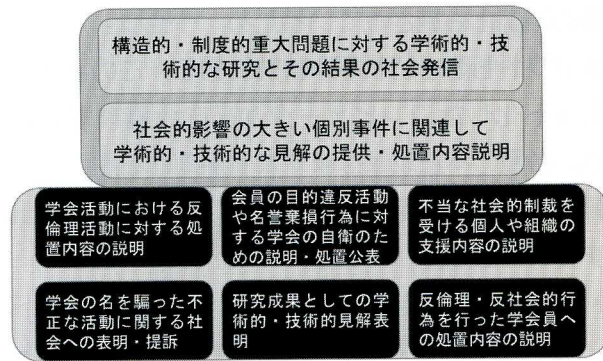 構造的・制度的重大問題に対する学術的・技
術的な研究とその結果の社会発信
社会的影響の大きい個別事件に関連して
学術的・技術的な見解の提供・処置内容説明
学会活動における反
倫理活動に対する処
置内容の説明
会員の目的違反活動
や名誉棄損行為に対
する学会の自衛のた
めの説明・処置公表
不当な社会的制裁を
受ける個人や組織の
支援内容の説明
学会の名を騙った不
正な活動に関する社
会への表明・提訴
研究成果としての学
術的・技術的見解表
明
反倫理・反社会的行
為を行った学会員へ
の処置内容の説明